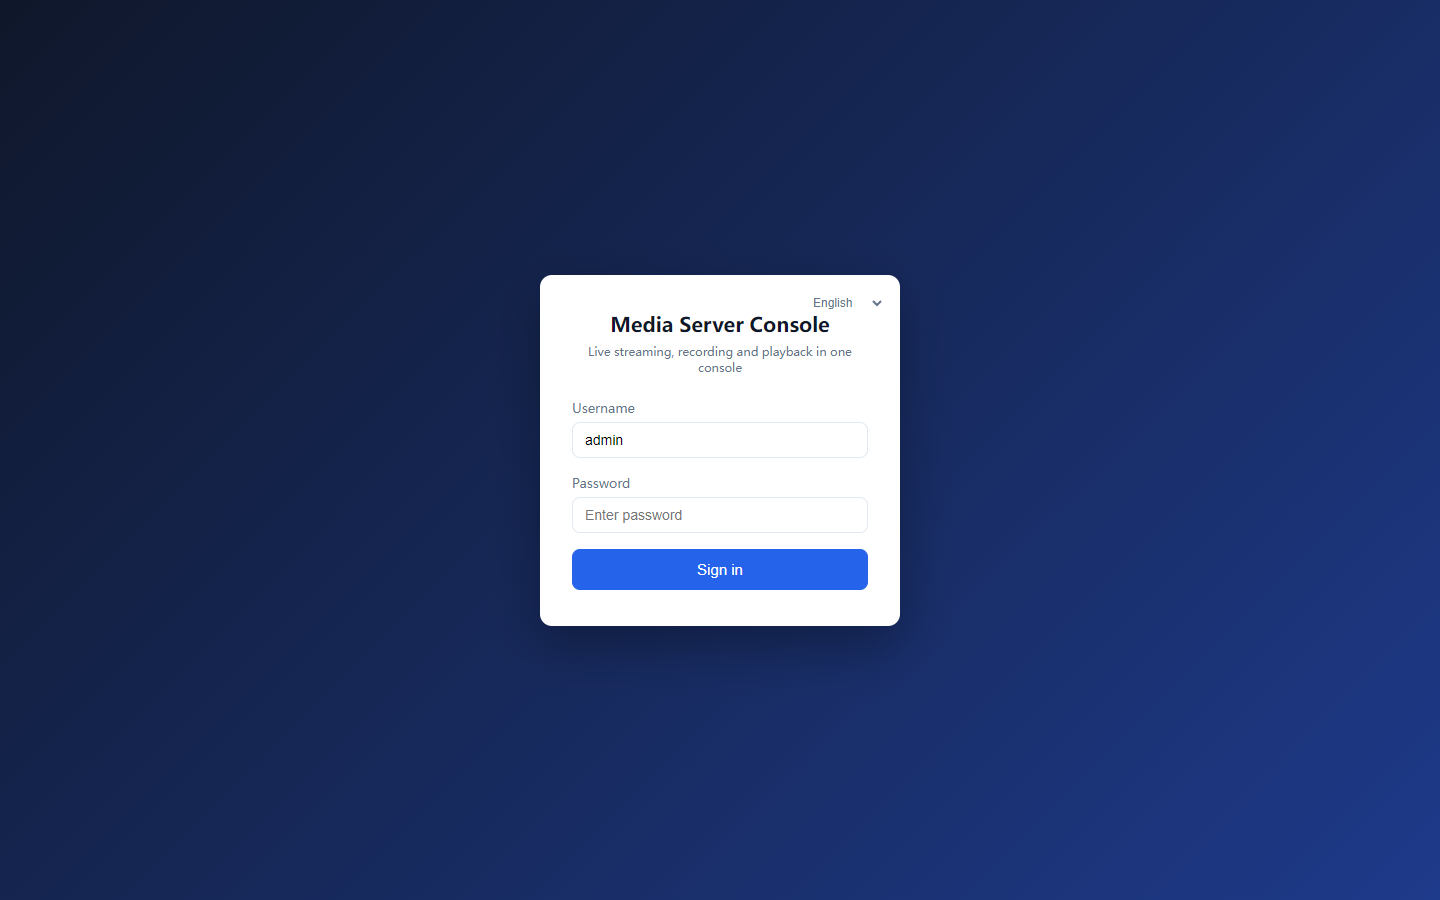 English
Media Server Console
Live streaming, recording and playback in one
console
Username
admin
Password
Enter password
Sign in